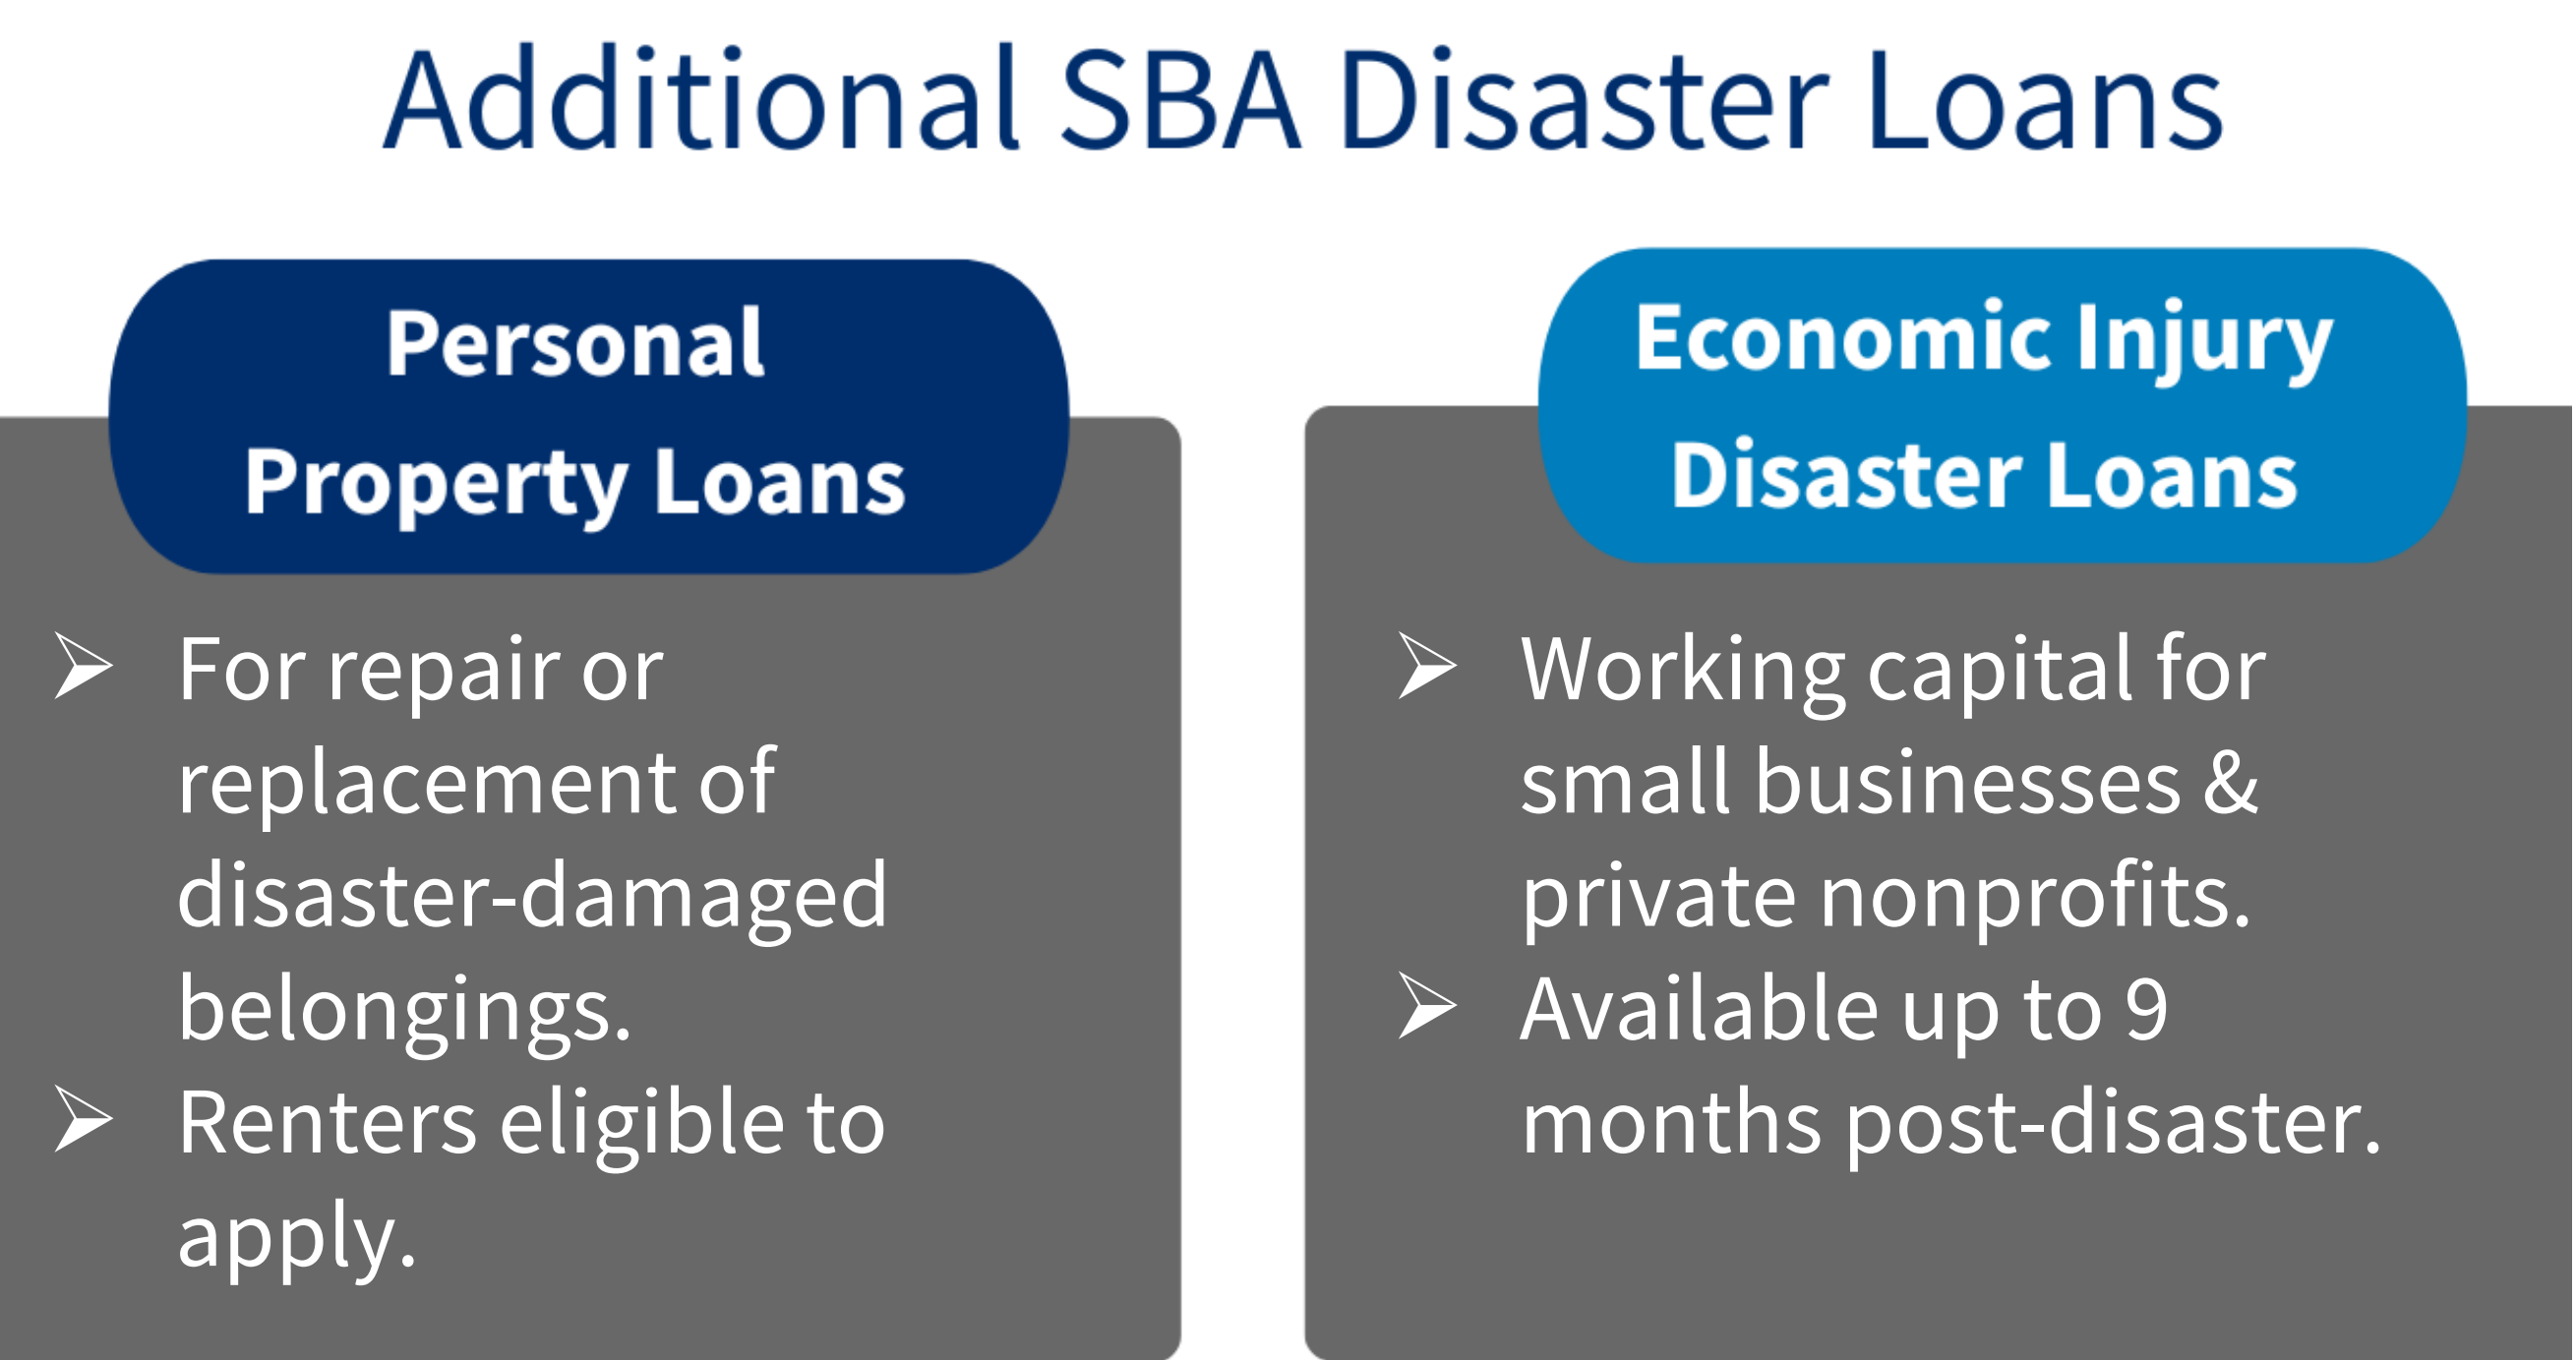 Additional SBA Disaster Loans
Personal
Property Loans
For repair or
replacement of
disaster-damaged
belongings.
Renters eligible to
apply.
Economic Injury
Disaster Loans
Working capital for
small businesses &
private nonprofits.
Available up to 9
months post-disaster.